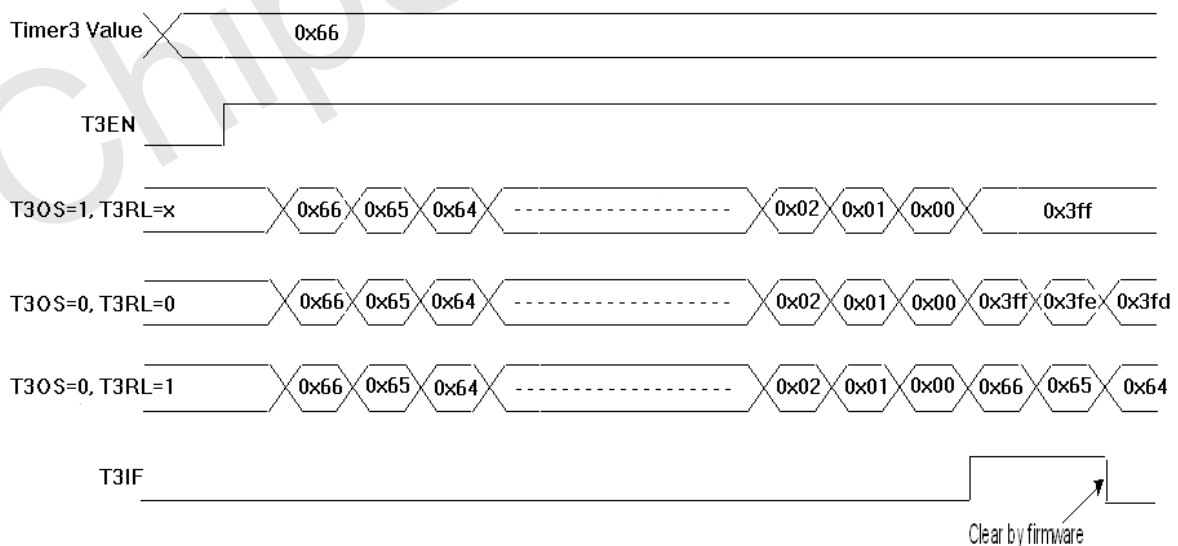 Timer3 Value 0x66
T3EN
T3OS=1, T3RL=x 0x66 0x65 0x64 0x02 0x01 0x00 0x3ff
T3OS=0, T3RL=0 0x66 0x65 0x64 0x02 0x01 0x00 0x3ff 0x3fe 0x3fd
T3OS=0, T3RL=1 0x66 0x65 0x64 0x02 0x01 0x00 0x66 0x65 0x64
T3IF
Clear by firmware